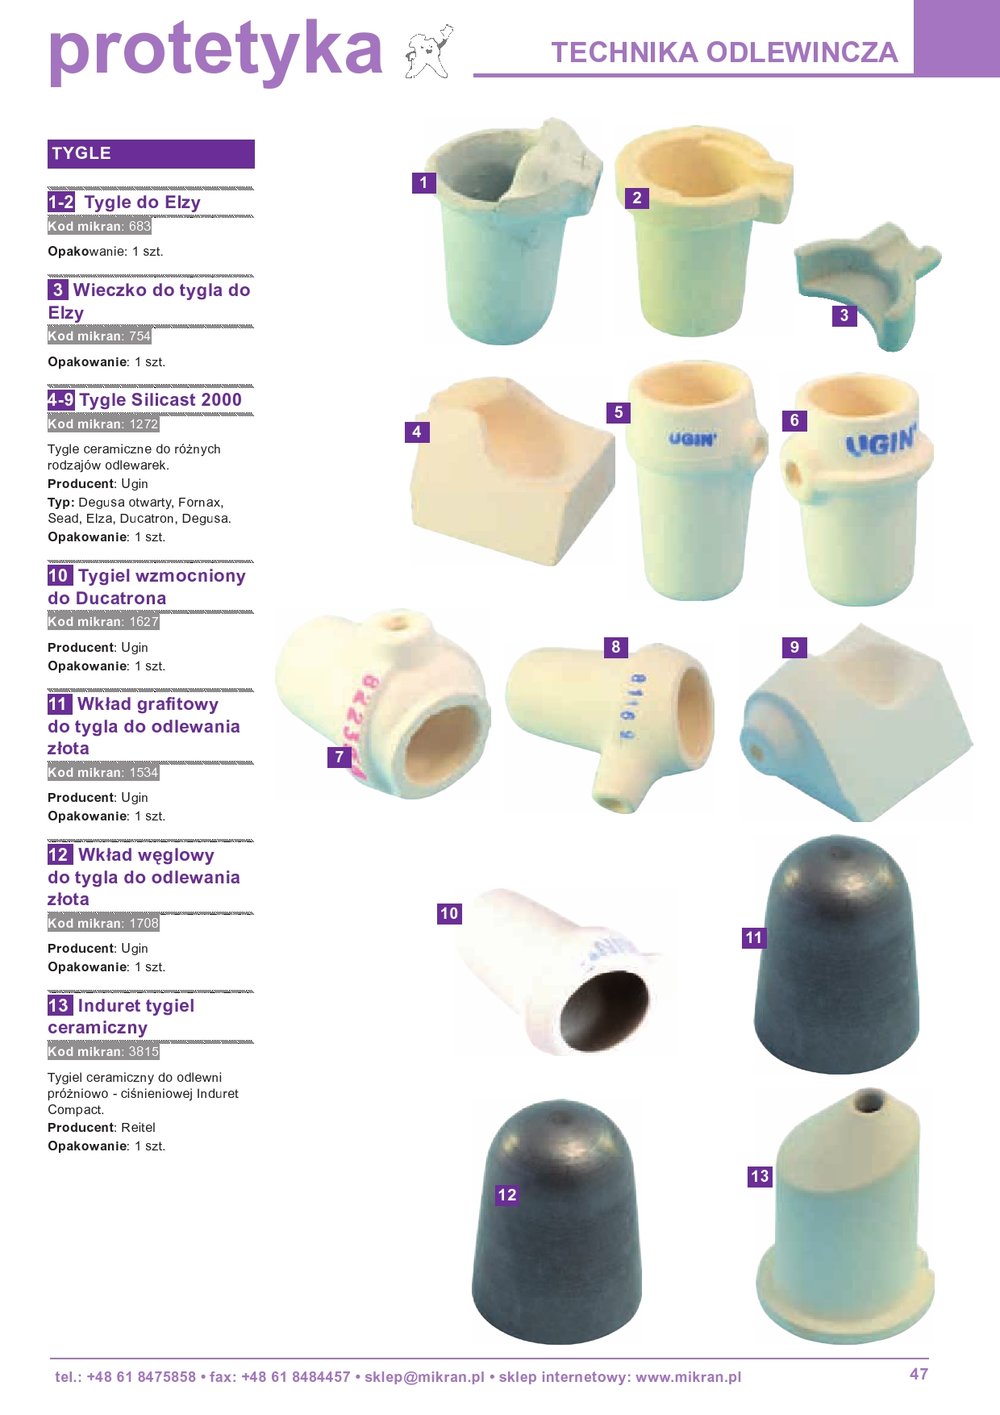 protetyka
TECHNIKA ODLEWINCZA
TYGLE
1-2 Tygle do Elzy
Kod mikran: 683
Opakowanie: 1 szt.
3 Wieczko do tygla do
Elzy
Kod mikran: 754
Opakowanie: 1 szt.
4-9 Tygle Silicast 2000
Kod mikran: 1272
Tygle ceramiczne do różnych
rodzajów odlewarek.
Producent: Ugin
Typ: Degusa otwarty, Fornax,
Sead, Elza, Ducatron, Degusa.
Opakowanie: 1 szt.
10 Tygiel wzmocniony
do Ducatrona
Kod mikran: 1627
Producent: Ugin
Opakowanie: 1 szt.
11 Wkład grafitowy
do tygla do odlewania
złota
Kod mikran: 1534
Producent: Ugin
Opakowanie: 1 szt.
12 Wkład węglowy
do tygla do odlewania
złota
Kod mikran: 1708
Producent: Ugin
Opakowanie: 1 szt.
13 Induret tygiel
ceramiczny
Kod mikran: 3815
Tygiel ceramiczny do odlewni
próżniowo - ciśnieniowej Induret
Compact.
Producent: Reitel
Opakowanie: 1 szt.
1
2
3
4
5
UGIN'
6
UGIN'
7
8
81169
9
10
11
12
13
tel.: +48 61 8475858 • fax: +48 61 8484457 • sklep@mikran.pl • sklep internetowy: www.mikran.pl
47